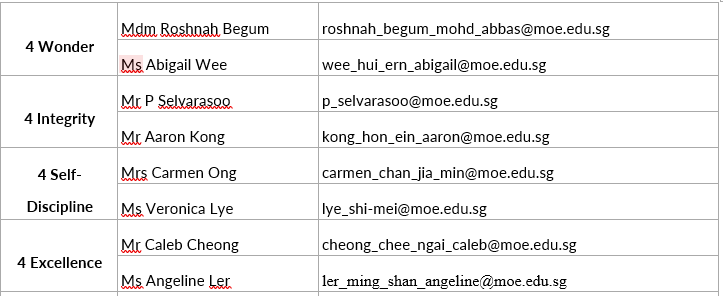 4 Wonder
Mdm Roshnah Begum roshnah_begum_mohd_abbas@moe.edu.sg
Ms Abigail Wee wee_hui_ern_abigail@moe.edu.sg
4 Integrity
Mr P Selvarasoo p_selvarasoo@moe.edu.sg
Mr Aaron Kong kong_hon_ein_aaron@moe.edu.sg
4 Self-
Discipline
Mrs Carmen Ong carmen_chan_jia_min@moe.edu.sg
Ms Veronica Lye lye_shi-mei@moe.edu.sg
4 Excellence
Mr Caleb Cheong cheong_chee_ngai_caleb@moe.edu.sg
Ms Angeline Ler ler_ming_shan_angeline@moe.edu.sg